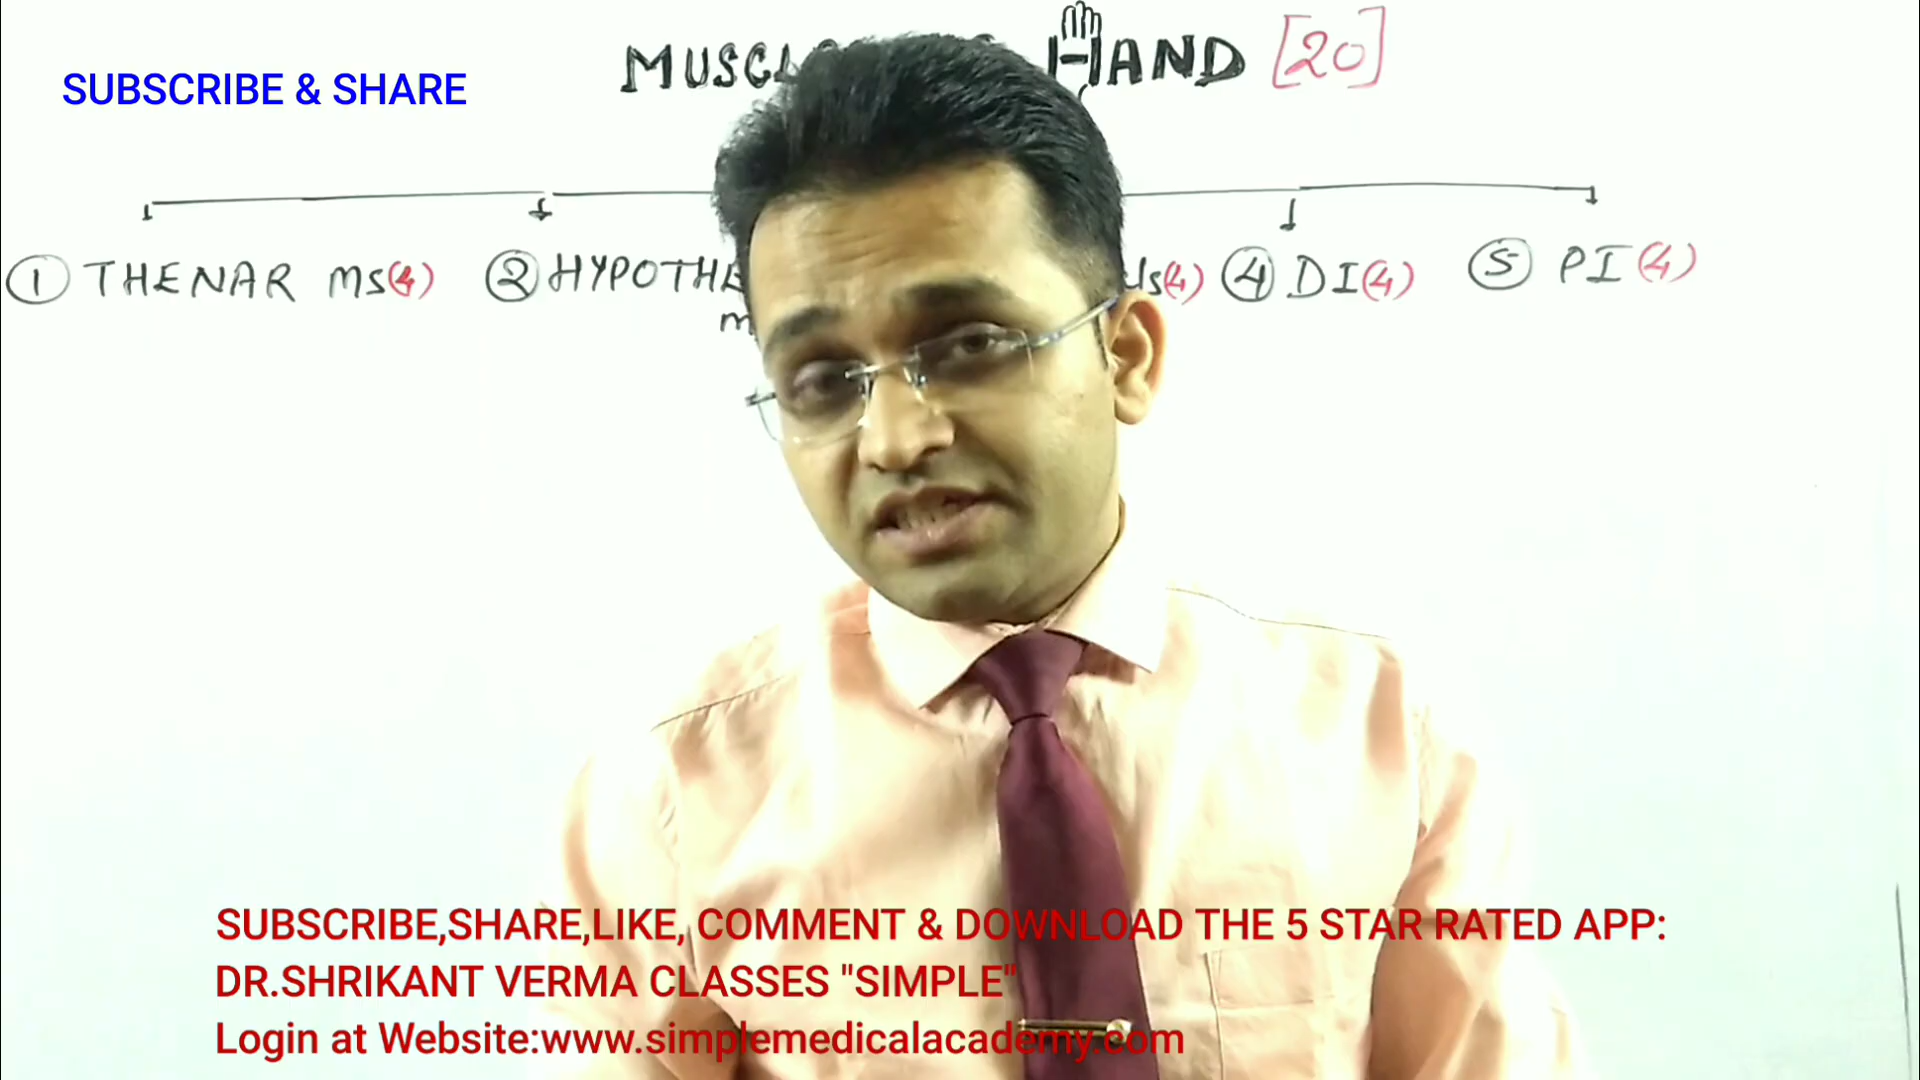 MUSCL HAND [20]
SUBSCRIBE & SHARE
① THENAR MS(4) ② HYPOTHE ls(4) ④ DI(4) ⑤ PI(4)
m
SUBSCRIBE,SHARE,LIKE, COMMENT & DOWNLOAD THE 5 STAR RATED APP:
DR.SHRIKANT VERMA CLASSES "SIMPLE"
Login at Website:www.simplemedicalacademy.com